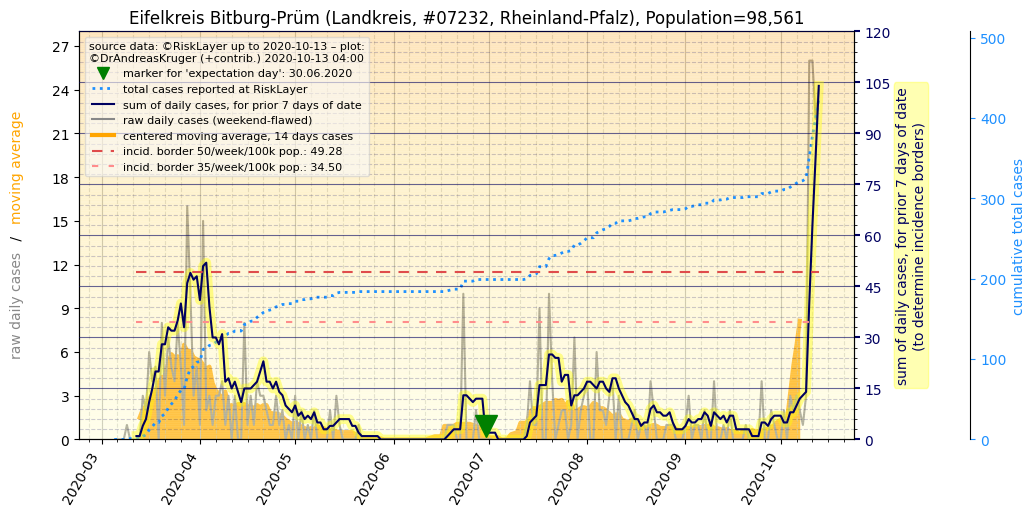 Eifelkreis Bitburg-Prüm (Landkreis, #07232, Rheinland-Pfalz), Population=98,561
source data: ©RiskLayer up to 2020-10-13 – plot:
©DrAndreasKruger (+contrib.) 2020-10-13 04:00
marker for 'expectation day': 30.06.2020
total cases reported at RiskLayer
sum of daily cases, for prior 7 days of date
raw daily cases (weekend-flawed)
centered moving average, 14 days cases
incid. border 50/week/100k pop.: 49.28
incid. border 35/week/100k pop.: 34.50
raw daily cases / moving average
27
24
21
18
15
12
9
6
3
0
2020-03
2020-04
2020-05
2020-06
2020-07
2020-08
2020-09
2020-10
120
105
90
75
60
45
30
15
0
sum of daily cases, for prior 7 days of date
(to determine incidence borders)
500
400
300
200
100
0
cumulative total cases